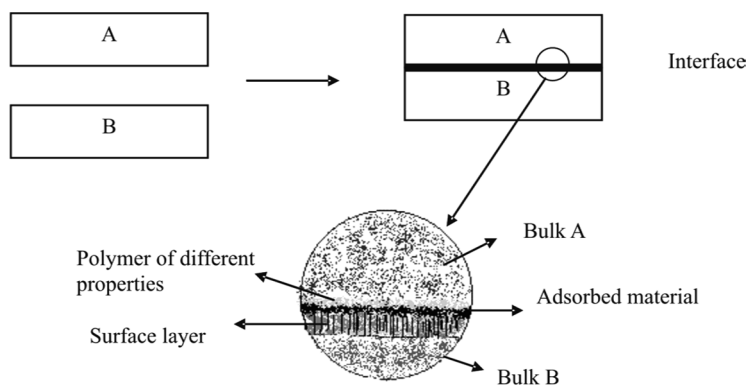 A
B
A
B
Interface
Bulk A
Polymer of different
properties
Adsorbed material
Surface layer
Bulk B